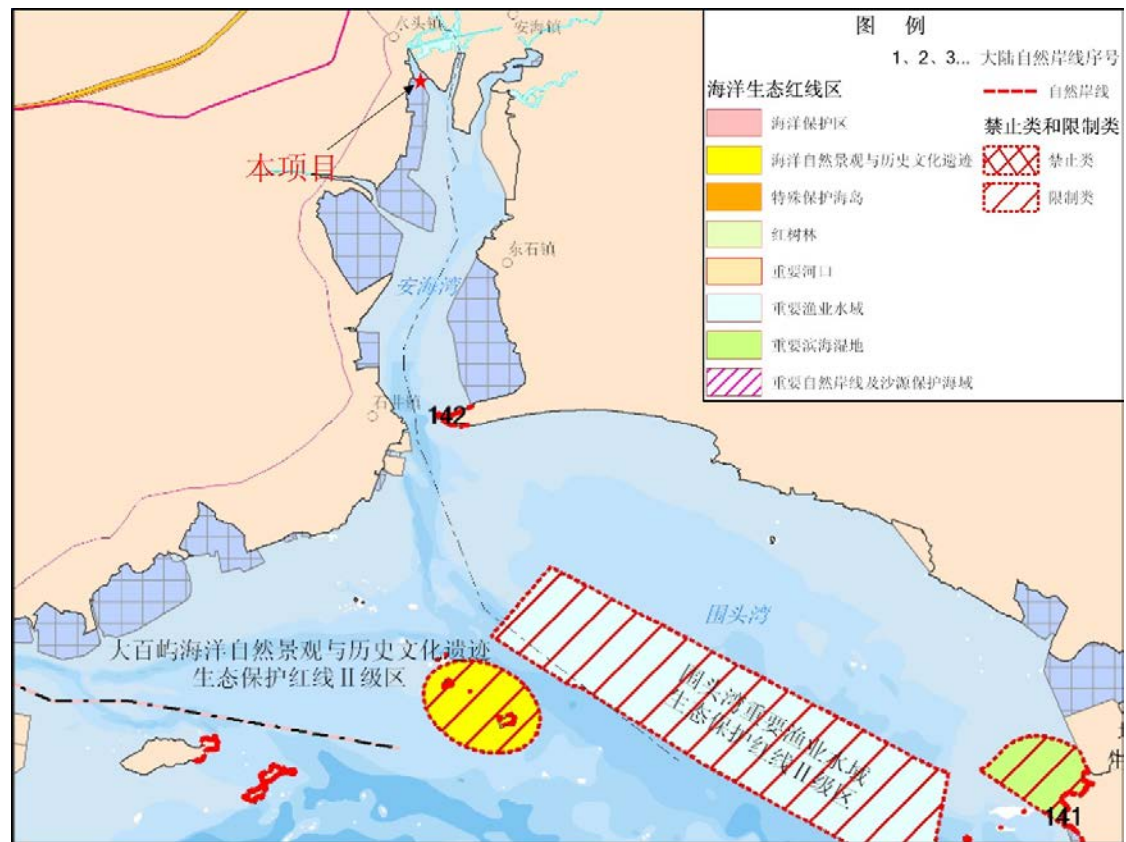 水头镇
安海镇
本项目
东石镇
安海湾
石井镇
142
围头湾
大百屿海洋自然景观与历史文化遗迹
生态保护红线Ⅱ级区
围头湾重要渔业水域
生态保护红线Ⅱ级区
141
图 例
1、2、3... 大陆自然岸线序号
海洋生态红线区
自然岸线
海洋保护区
禁止类和限制类
海洋自然景观与历史文化遗迹
禁止类
特殊保护海岛
限制类
红树林
重要河口
重要渔业水域
重要滨海湿地
重要自然岸线及沙源保护海域